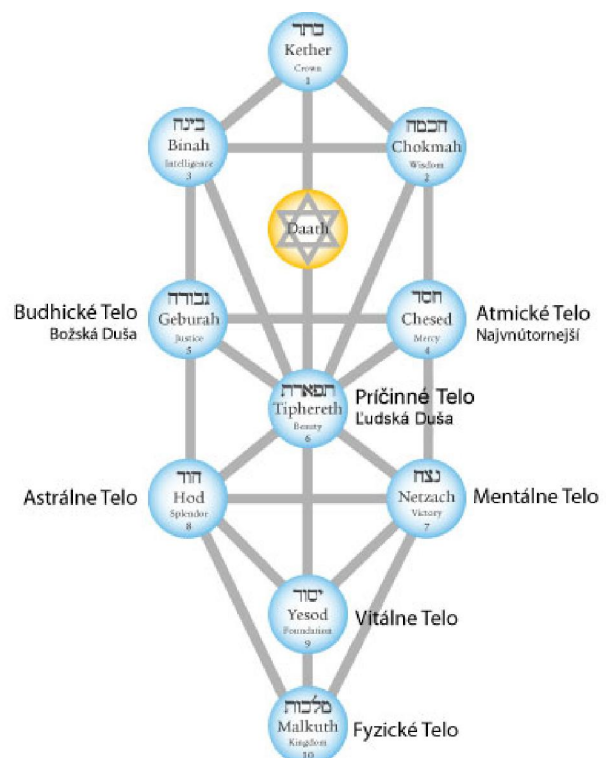 כתר
Kether
Crown
1
בינה
Binah
Intelligence
3
הכמה
Chokmah
Wisdom
2
Daath
Budhické Telo
Božská Duša
גבורה
Geburah
Justice
5
חסד
Chesed
Mercy
4
Atmické Telo
Najvnútornejší
תפארת
Tiphereth
Beauty
6
Príčinné Telo
Ľudská Duša
Astrálne Telo
הוד
Hod
Splendor
8
נצח
Netzach
Victory
7
Mentálne Telo
יסוד
Yesod
Foundation
9
Vitálne Telo
מלכות
Malkuth
Kingdom
10
Fyzické Telo